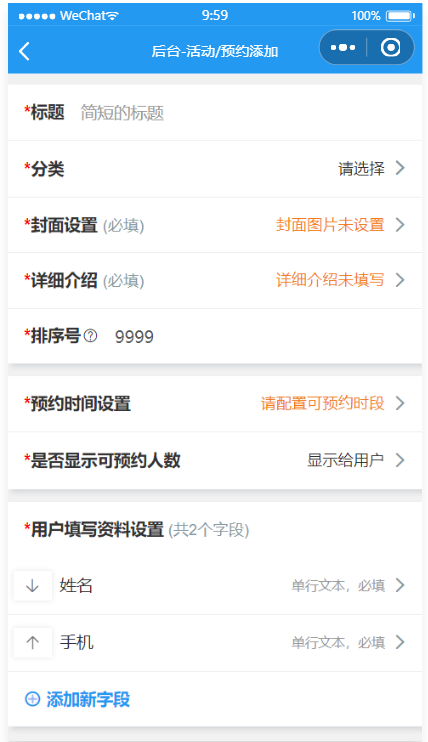 WeChat 9:59 100%
后台-活动/预约添加
*标题 简短的标题
*分类 请选择
*封面设置 (必填) 封面图片未设置
*详细介绍 (必填) 详细介绍未填写
*排序号? 9999
*预约时间设置 请配置可预约时段
*是否显示可预约人数 显示给用户
*用户填写资料设置 (共2个字段)
姓名 单行文本，必填
手机 单行文本，必填
添加新字段